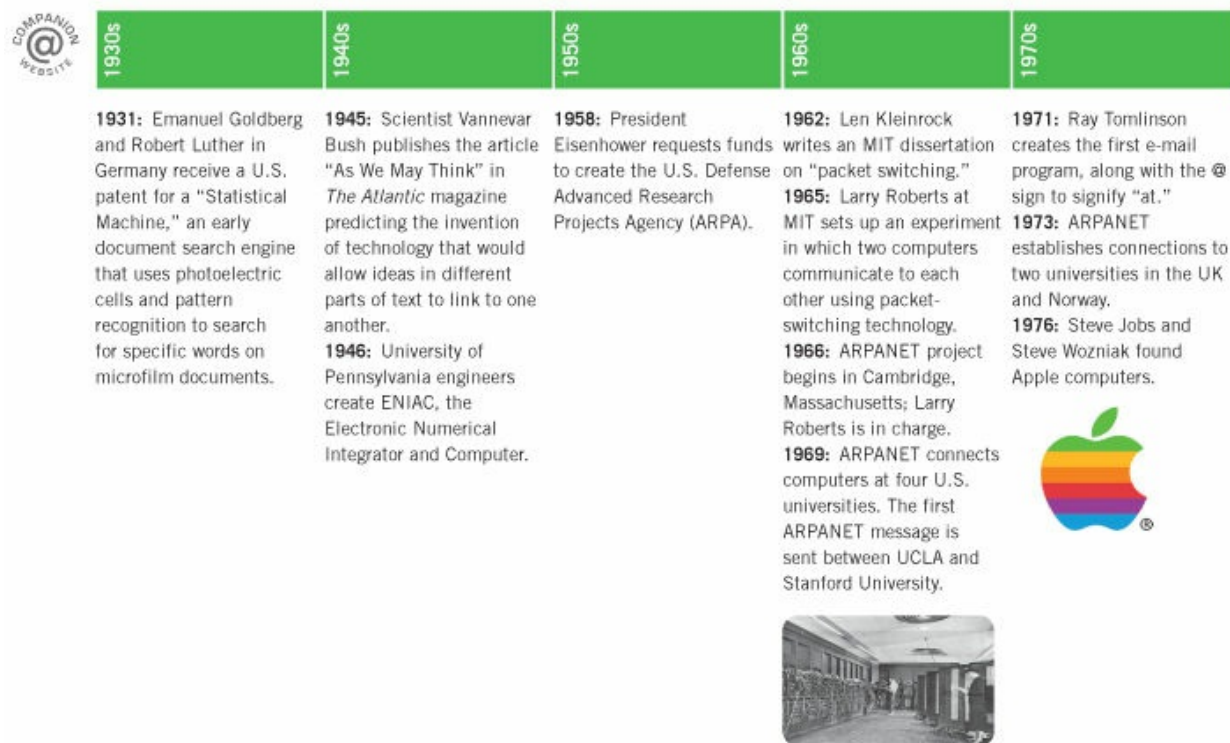 COMPANION
@
WEBSITE
1930s
1931: Emanuel Goldberg
and Robert Luther in
Germany receive a U.S.
patent for a “Statistical
Machine,” an early
document search engine
that uses photoelectric
cells and pattern
recognition to search
for specific words on
microfilm documents.
1940s
1945: Scientist Vannevar
Bush publishes the article
“As We May Think” in
The Atlantic magazine
predicting the invention
of technology that would
allow ideas in different
parts of text to link to one
another.
1946: University of
Pennsylvania engineers
create ENIAC, the
Electronic Numerical
Integrator and Computer.
1950s
1958: President
Eisenhower requests funds
to create the U.S. Defense
Advanced Research
Projects Agency (ARPA).
1960s
1962: Len Kleinrock
writes an MIT dissertation
on “packet switching.”
1965: Larry Roberts at
MIT sets up an experiment
in which two computers
communicate to each
other using packet-
switching technology.
1966: ARPANET project
begins in Cambridge,
Massachusetts; Larry
Roberts is in charge.
1969: ARPANET connects
computers at four U.S.
universities. The first
ARPANET message is
sent between UCLA and
Stanford University.
1970s
1971: Ray Tomlinson
creates the first e-mail
program, along with the @
sign to signify “at.”
1973: ARPANET
establishes connections to
two universities in the UK
and Norway.
1976: Steve Jobs and
Steve Wozniak found
Apple computers.
®